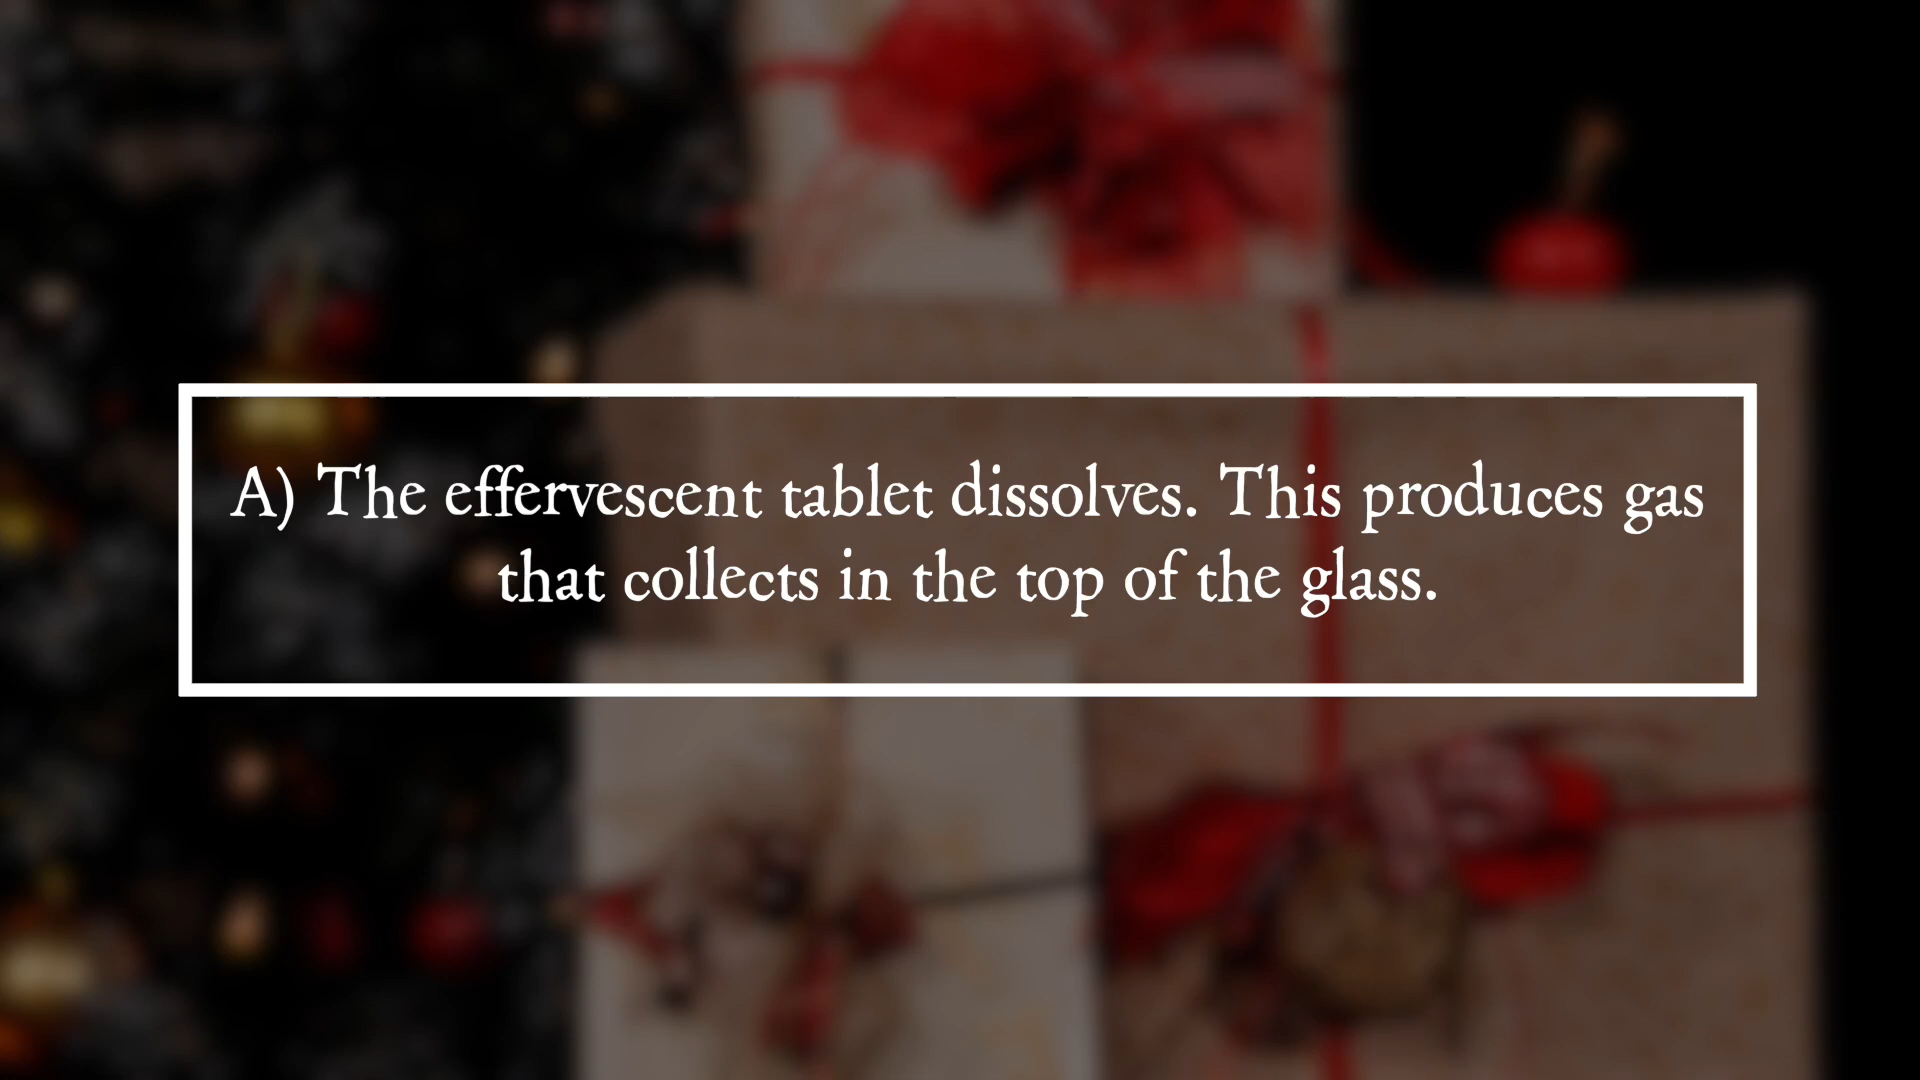 A) The effervescent tablet dissolves. This produces gas
that collects in the top of the glass.